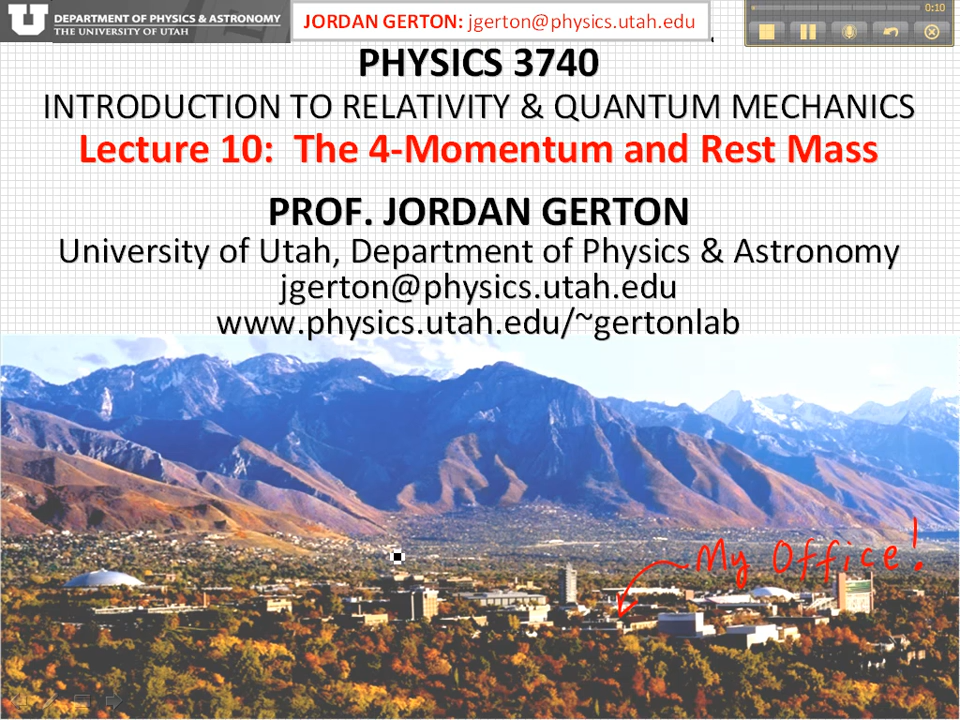 U
DEPARTMENT OF PHYSICS & ASTRONOMY
THE UNIVERSITY OF UTAH
JORDAN GERTON: jgerton@physics.utah.edu
0:10
PHYSICS 3740
INTRODUCTION TO RELATIVITY & QUANTUM MECHANICS
Lecture 10: The 4-Momentum and Rest Mass
PROF. JORDAN GERTON
University of Utah, Department of Physics & Astronomy
jgerton@physics.utah.edu
www.physics.utah.edu/~gertonlab
My Office!